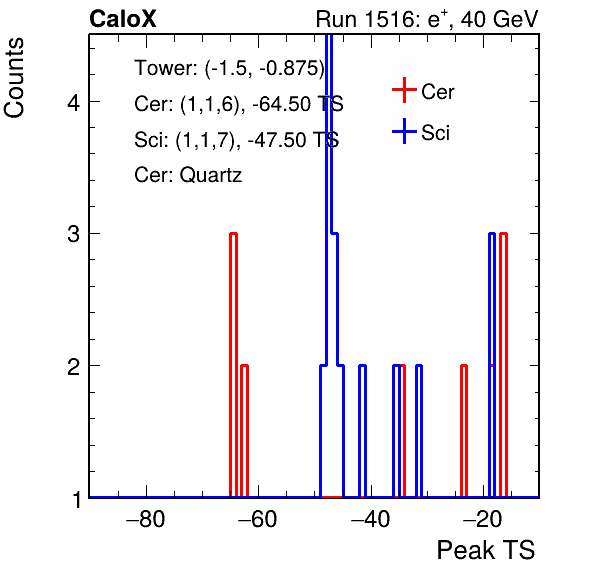 CaloX Run 1516: e⁺, 40 GeV
Counts
Tower: (-1.5, -0.875)
Cer: (1,1,6), -64.50 TS
Sci: (1,1,7), -47.50 TS
Cer: Quartz
Cer
Sci
4
3
2
1
−80 −60 −40 −20
Peak TS